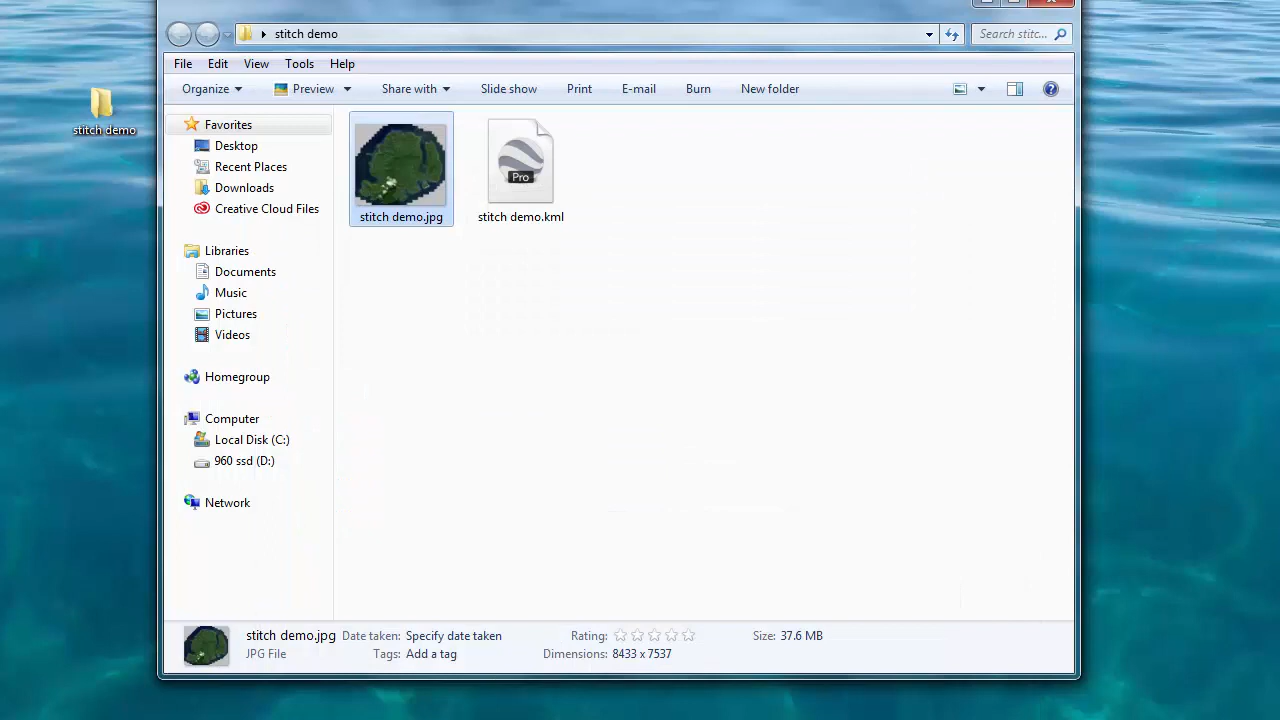 stitch demo
Search stitc...
File Edit View Tools Help
Organize Preview Share with Slide show Print E-mail Burn New folder
stitch demo
Favorites
Desktop
Recent Places
Downloads
Creative Cloud Files
Libraries
Documents
Music
Pictures
Videos
Homegroup
Computer
Local Disk (C:)
960 ssd (D:)
Network
Pro
stitch demo.jpg stitch demo.kml
stitch demo.jpg Date taken: Specify date taken Rating: Size: 37.6 MB
JPG File Tags: Add a tag Dimensions: 8433 x 7537